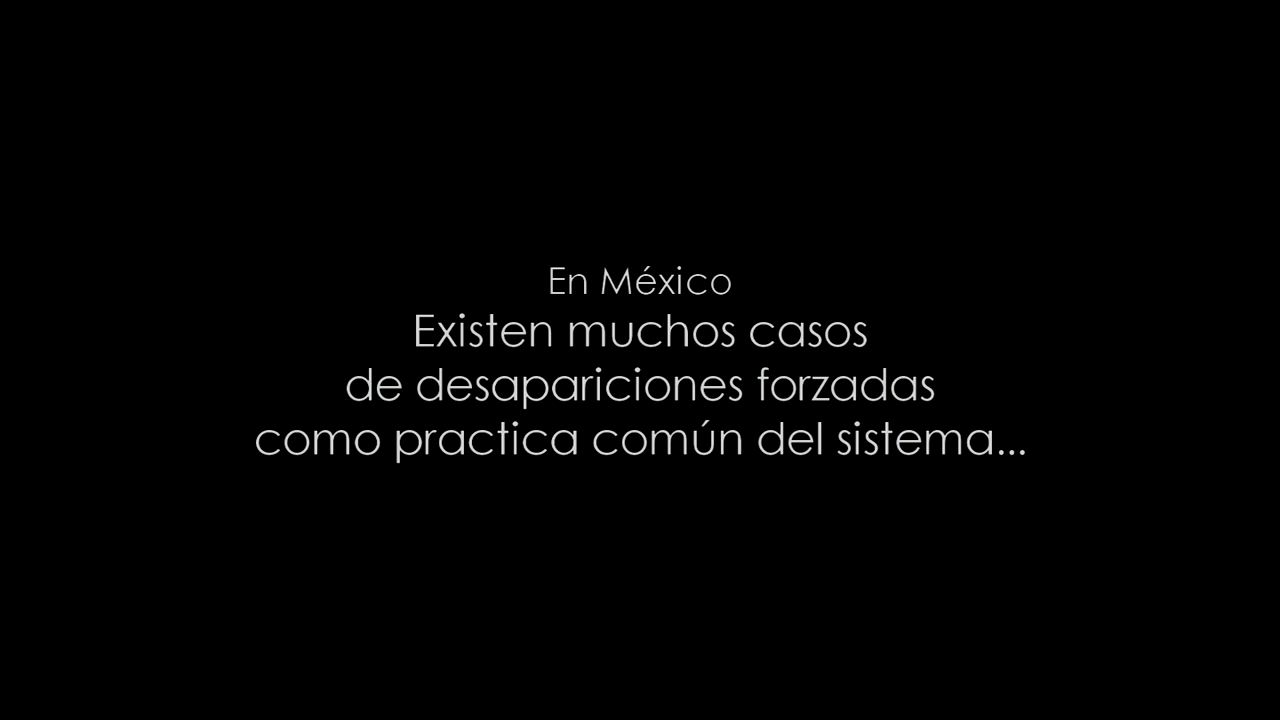 En México
Existen muchos casos
de desapariciones forzadas
como practica común del sistema...